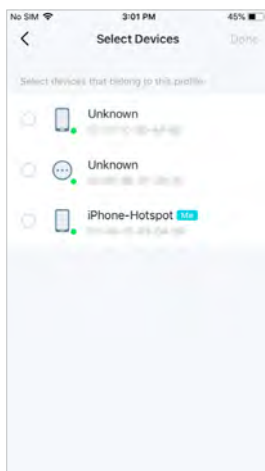 No SIM 3:01 PM 45%
Select Devices Done
Select devices that belong to this profile.
Unknown
Unknown
iPhone-Hotspot Me